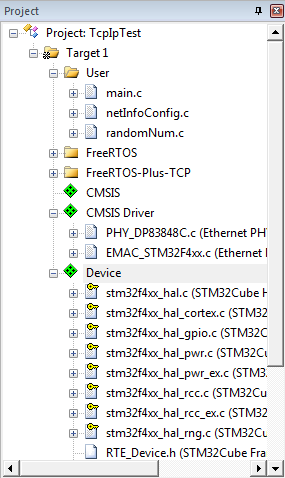 Project
Project: TcpIpTest
Target 1
User
main.c
netInfoConfig.c
randomNum.c
FreeRTOS
FreeRTOS-Plus-TCP
CMSIS
CMSIS Driver
PHY_DP83848C.c (Ethernet PH
EMAC_STM32F4xx.c (Ethernet
Device
stm32f4xx_hal.c (STM32Cube H
stm32f4xx_hal_cortex.c (STM32
stm32f4xx_hal_gpio.c (STM32C
stm32f4xx_hal_pwr.c (STM32Cu
stm32f4xx_hal_pwr_ex.c (STM3
stm32f4xx_hal_rcc.c (STM32Cu
stm32f4xx_hal_rcc_ex.c (STM32
stm32f4xx_hal_rng.c (STM32Cu
RTE_Device.h (STM32Cube Fra